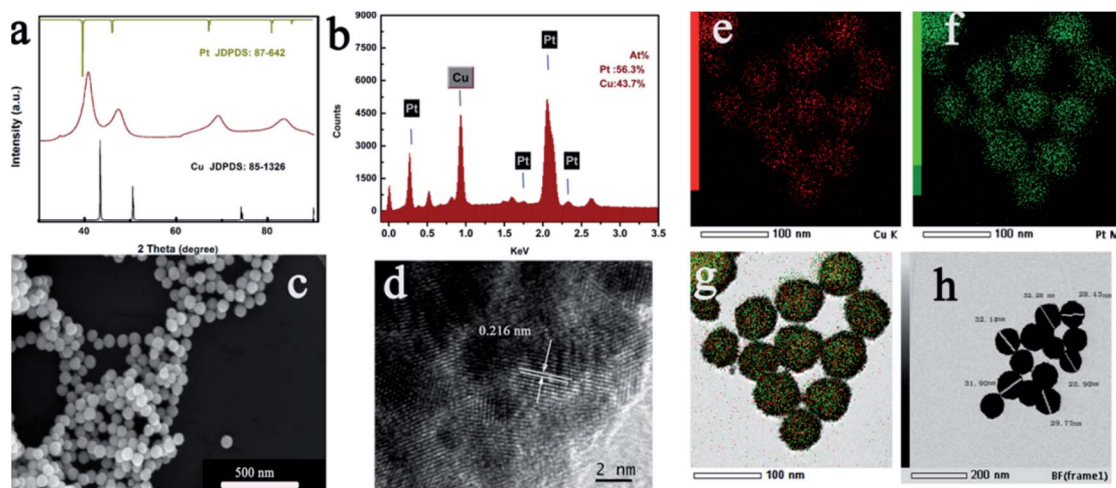 a
Pt JDPDS: 87-642
Cu JDPDS: 85-1326
Intensity (a.u.)
40
60
80
2 Theta (degree)
b
9000
7500
6000
4500
3000
1500
0
Counts
Pt
Cu
Pt
Pt
Pt
At%
Pt :56.3%
Cu:43.7%
0.0 0.5 1.0 1.5 2.0 2.5 3.0 3.5
KeV
e
100 nm
Cu K
f
100 nm
Pt M
c
500 nm
d
0.216 nm
2 nm
g
100 nm
h
32.28 nm
28.43nm
32.18nm
31.90nm
29.77nm
200 nm
BF(frame1)